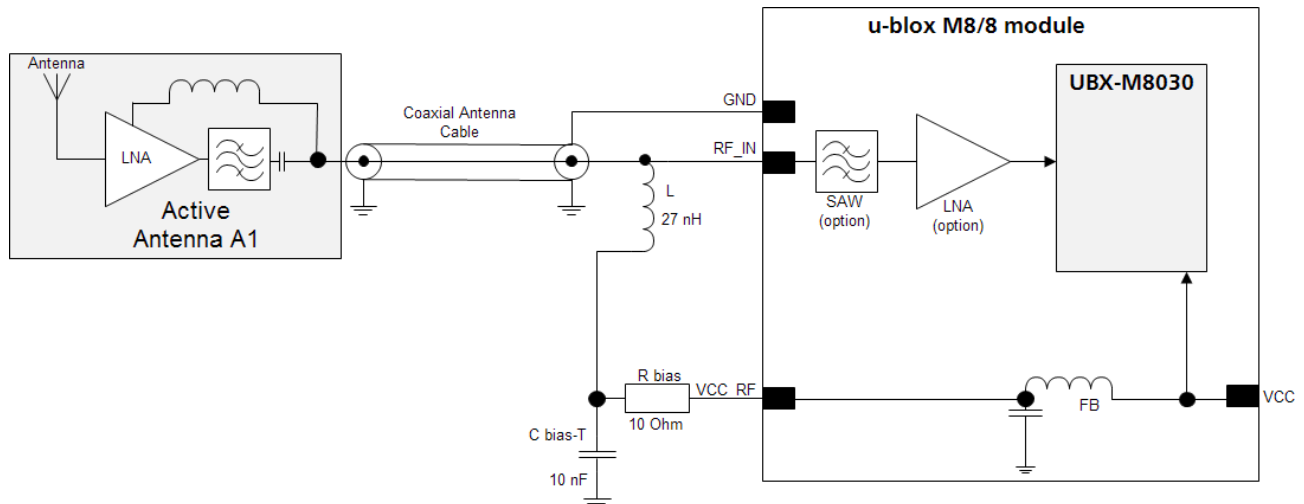 u-blox M8/8 module
Antenna
UBX-M8030
GND
Coaxial Antenna
Cable
LNA
RF_IN
L
27 nH
SAW
(option)
LNA
(option)
Active
Antenna A1
R bias
VCC_RF
10 Ohm
FB
VCC
C bias-T
10 nF